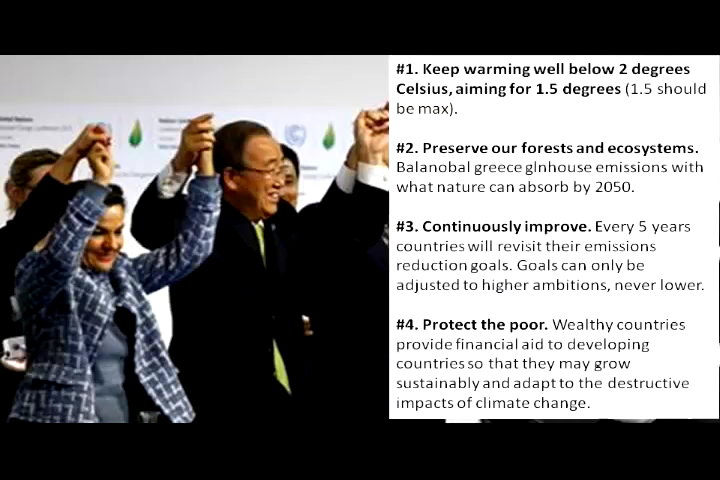 #1. Keep warming well below 2 degrees
Celsius, aiming for 1.5 degrees (1.5 should
be max).
#2. Preserve our forests and ecosystems.
Balanobal greece glnhouse emissions with
what nature can absorb by 2050.
#3. Continuously improve. Every 5 years
countries will revisit their emissions
reduction goals. Goals can only be
adjusted to higher ambitions, never lower.
#4. Protect the poor. Wealthy countries
provide financial aid to developing
countries so that they may grow
sustainably and adapt to the destructive
impacts of climate change.